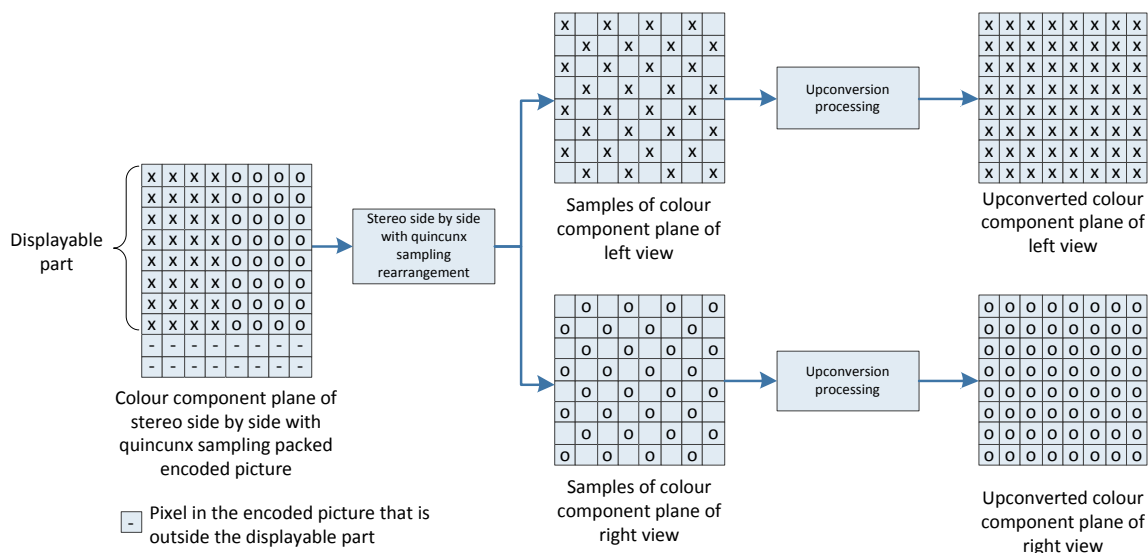 Displayable
part
x x x x o o o o
x x x x o o o o
x x x x o o o o
x x x x o o o o
x x x x o o o o
x x x x o o o o
x x x x o o o o
x x x x o o o o
- - - - - - - -
- - - - - - - -
Colour component plane of
stereo side by side with
quincunx sampling packed
encoded picture
- Pixel in the encoded picture that is
outside the displayable part
Stereo side by side
with quincunx
sampling
rearrangement
x x x x
x x x x
x x x x
x x x x
x x x x
x x x x
x x x x
x x x x
Samples of colour
component plane of
left view
Upconversion
processing
x x x x x x x x
x x x x x x x x
x x x x x x x x
x x x x x x x x
x x x x x x x x
x x x x x x x x
x x x x x x x x
x x x x x x x x
Upconverted colour
component plane of
left view
o o o o
o o o o
o o o o
o o o o
o o o o
o o o o
o o o o
o o o o
Samples of colour
component plane of
right view
Upconversion
processing
o o o o o o o o
o o o o o o o o
o o o o o o o o
o o o o o o o o
o o o o o o o o
o o o o o o o o
o o o o o o o o
o o o o o o o o
Upconverted colour
component plane of
right view